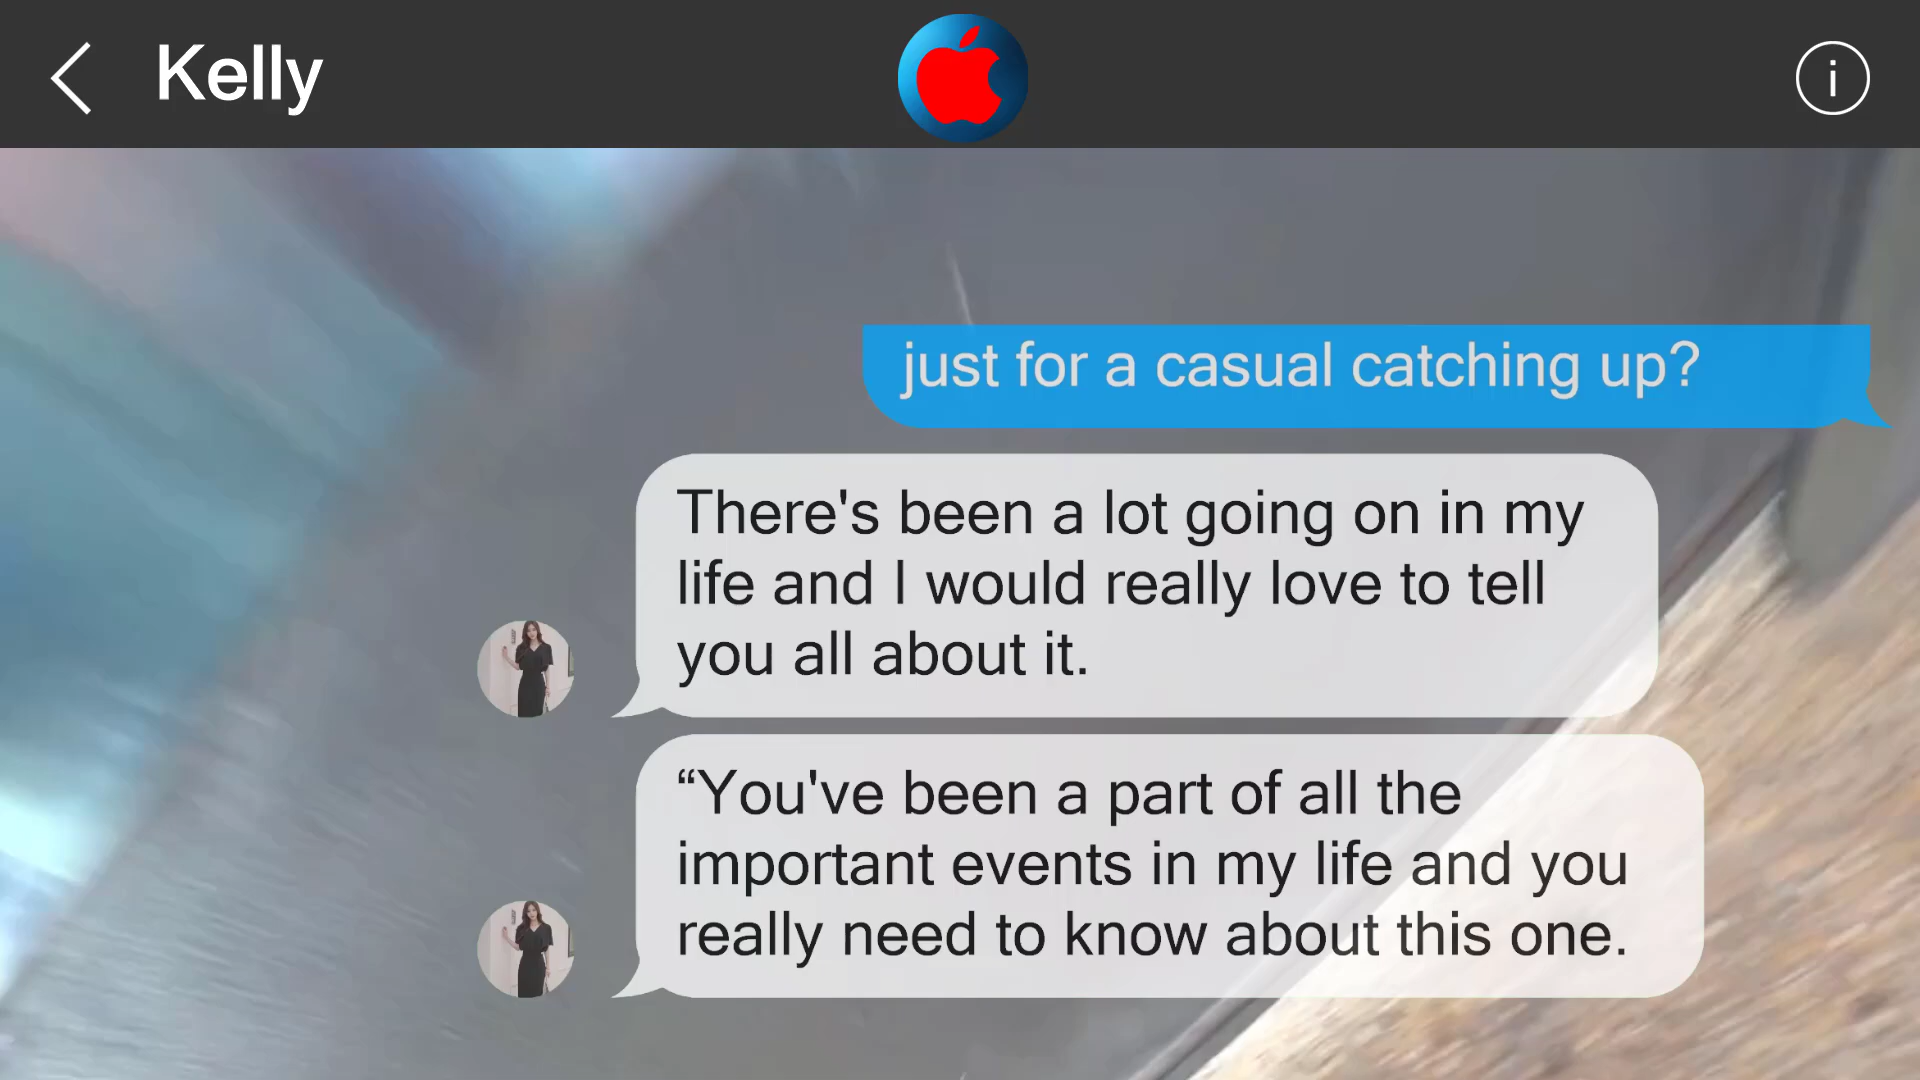 Kelly
i
just for a casual catching up?
There's been a lot going on in my
life and I would really love to tell
you all about it.
“You've been a part of all the
important events in my life and you
really need to know about this one.